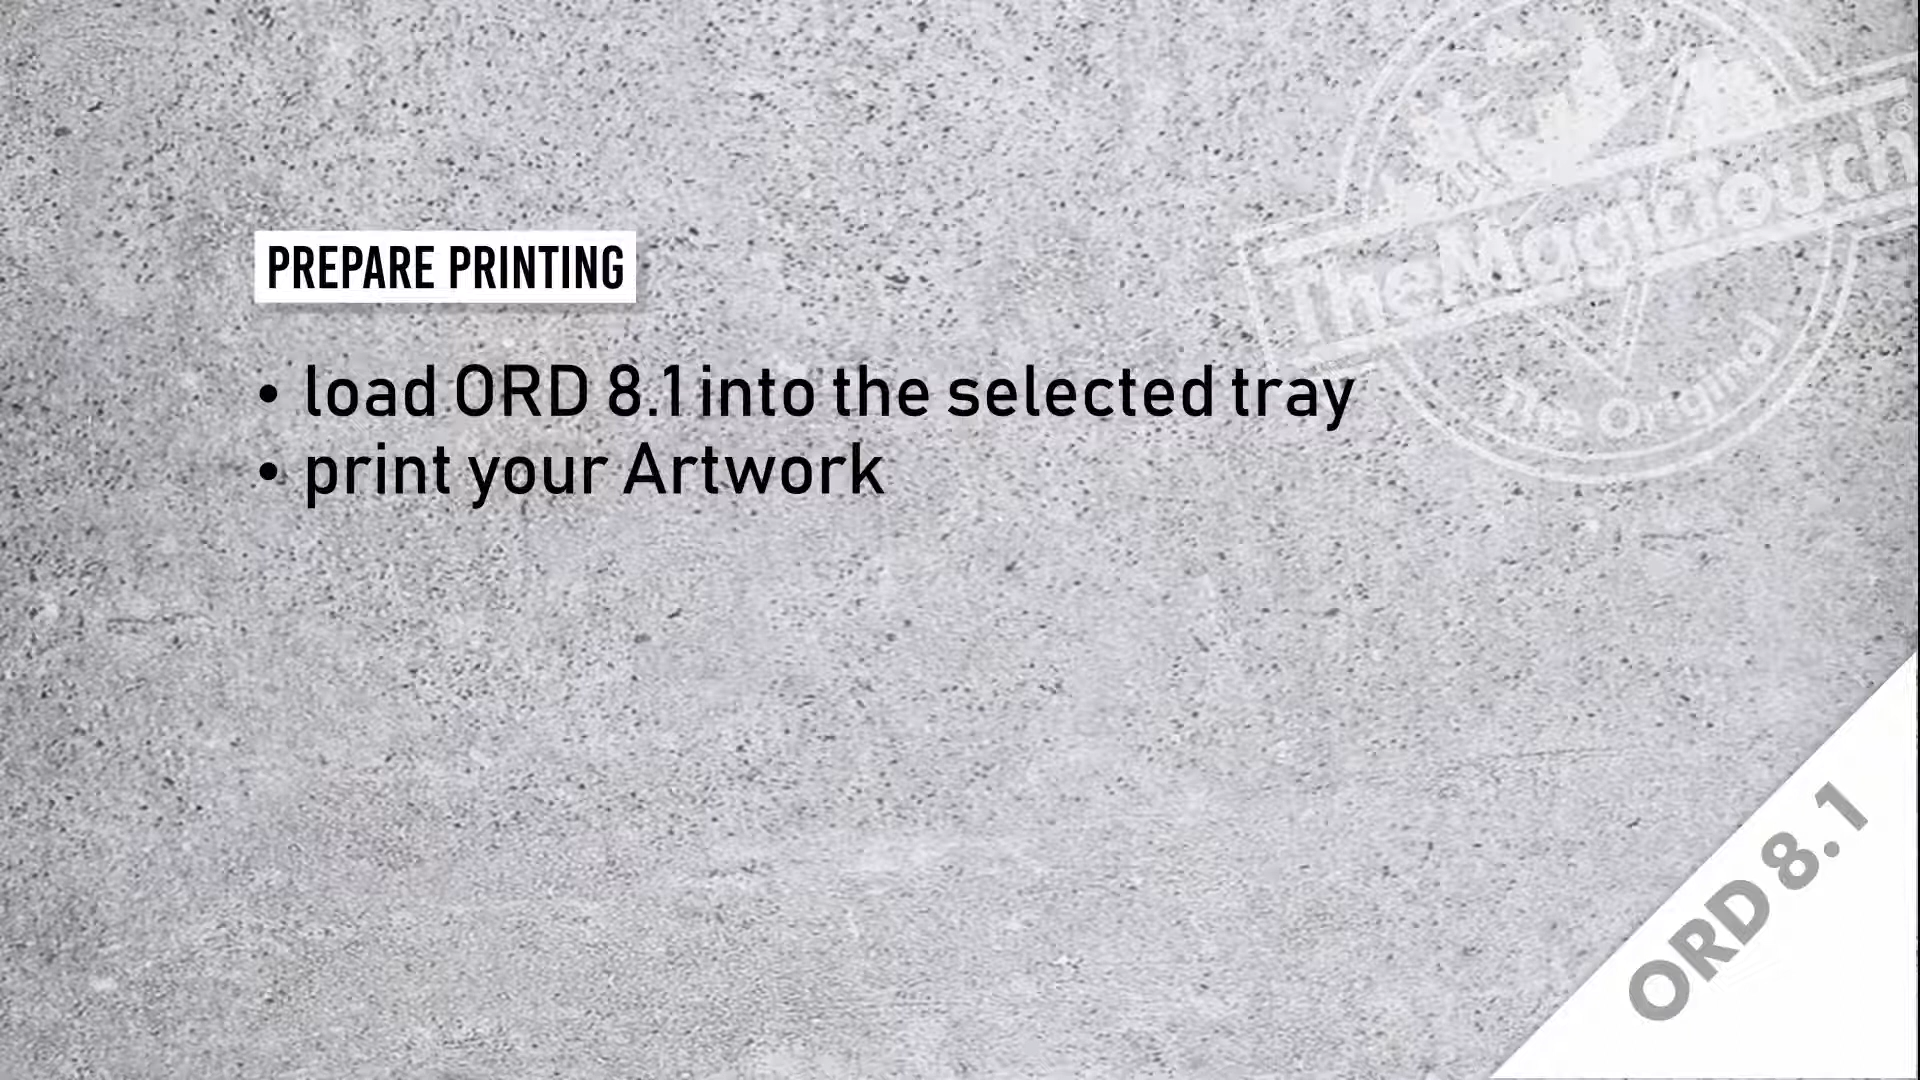 PREPARE PRINTING
• load ORD 8.1 into the selected tray
• print your Artwork
TheMagicTouch®
The Original
ORD 8.1